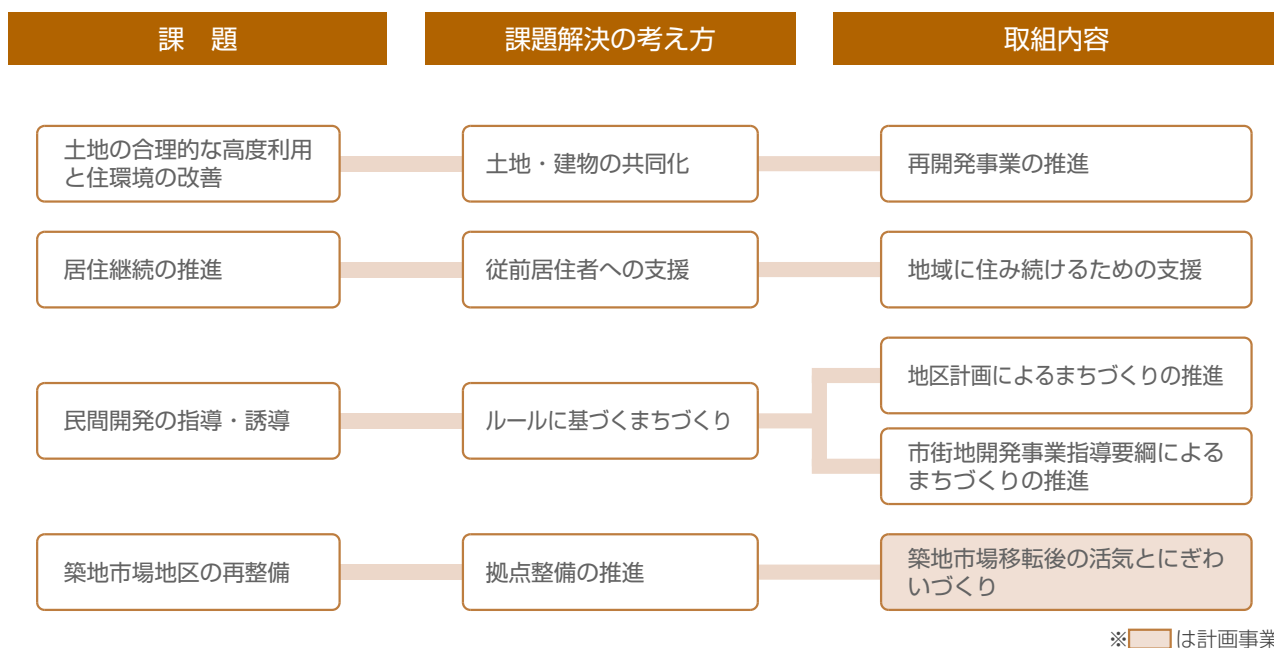 課　題
課題解決の考え方
取組内容
土地の合理的な高度利用
と住環境の改善
土地・建物の共同化
再開発事業の推進
居住継続の推進
従前居住者への支援
地域に住み続けるための支援
民間開発の指導・誘導
ルールに基づくまちづくり
地区計画によるまちづくりの推進
市街地開発事業指導要綱による
まちづくりの推進
築地市場地区の再整備
拠点整備の推進
築地市場移転後の活気とにぎわ
いづくり
※　　は計画事業